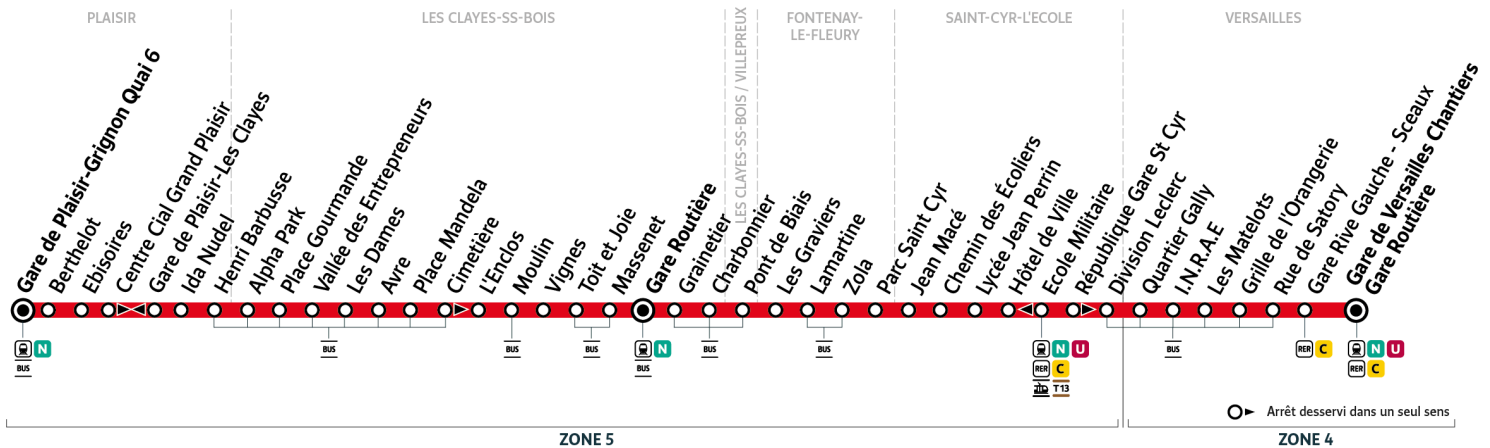 PLAISIR
LES CLAYES-SS-BOIS
LES CLAYES-SS-BOIS / VILLEPREUX
FONTENAY-
LE-FLEURY
SAINT-CYR-L'ECOLE
VERSAILLES
Gare de Plaisir-Grignon Quai 6
Berthelot
Ebisoires
Centre Cial Grand Plaisir
Gare de Plaisir-Les Clayes
Ida Nudel
Henri Barbusse
Alpha Park
Place Gourmande
Vallée des Entrepreneurs
Les Dames
Avre
Place Mandela
Cimetière
L'Enclos
Moulin
Vignes
Toit et Joie
Massenet
Gare Routière
Grainetier
Charbonnier
Pont de Biais
Les Graviers
Lamartine
Zola
Parc Saint Cyr
Jean Macé
Chemin des Écoliers
Lycée Jean Perrin
Hôtel de Ville
Ecole Militaire
République Gare St Cyr
Division Leclerc
Quartier Gally
I.N.R.A.E
Les Matelots
Grille de l'Orangerie
Rue de Satory
Gare Rive Gauche - Sceaux
Gare de Versailles Chantiers
Gare Routière
N
BUS
BUS
BUS
BUS
N
BUS
BUS
BUS
N U
RER C
T13
BUS
RER C
N U
RER C
Arrêt desservi dans un seul sens
ZONE 5
ZONE 4